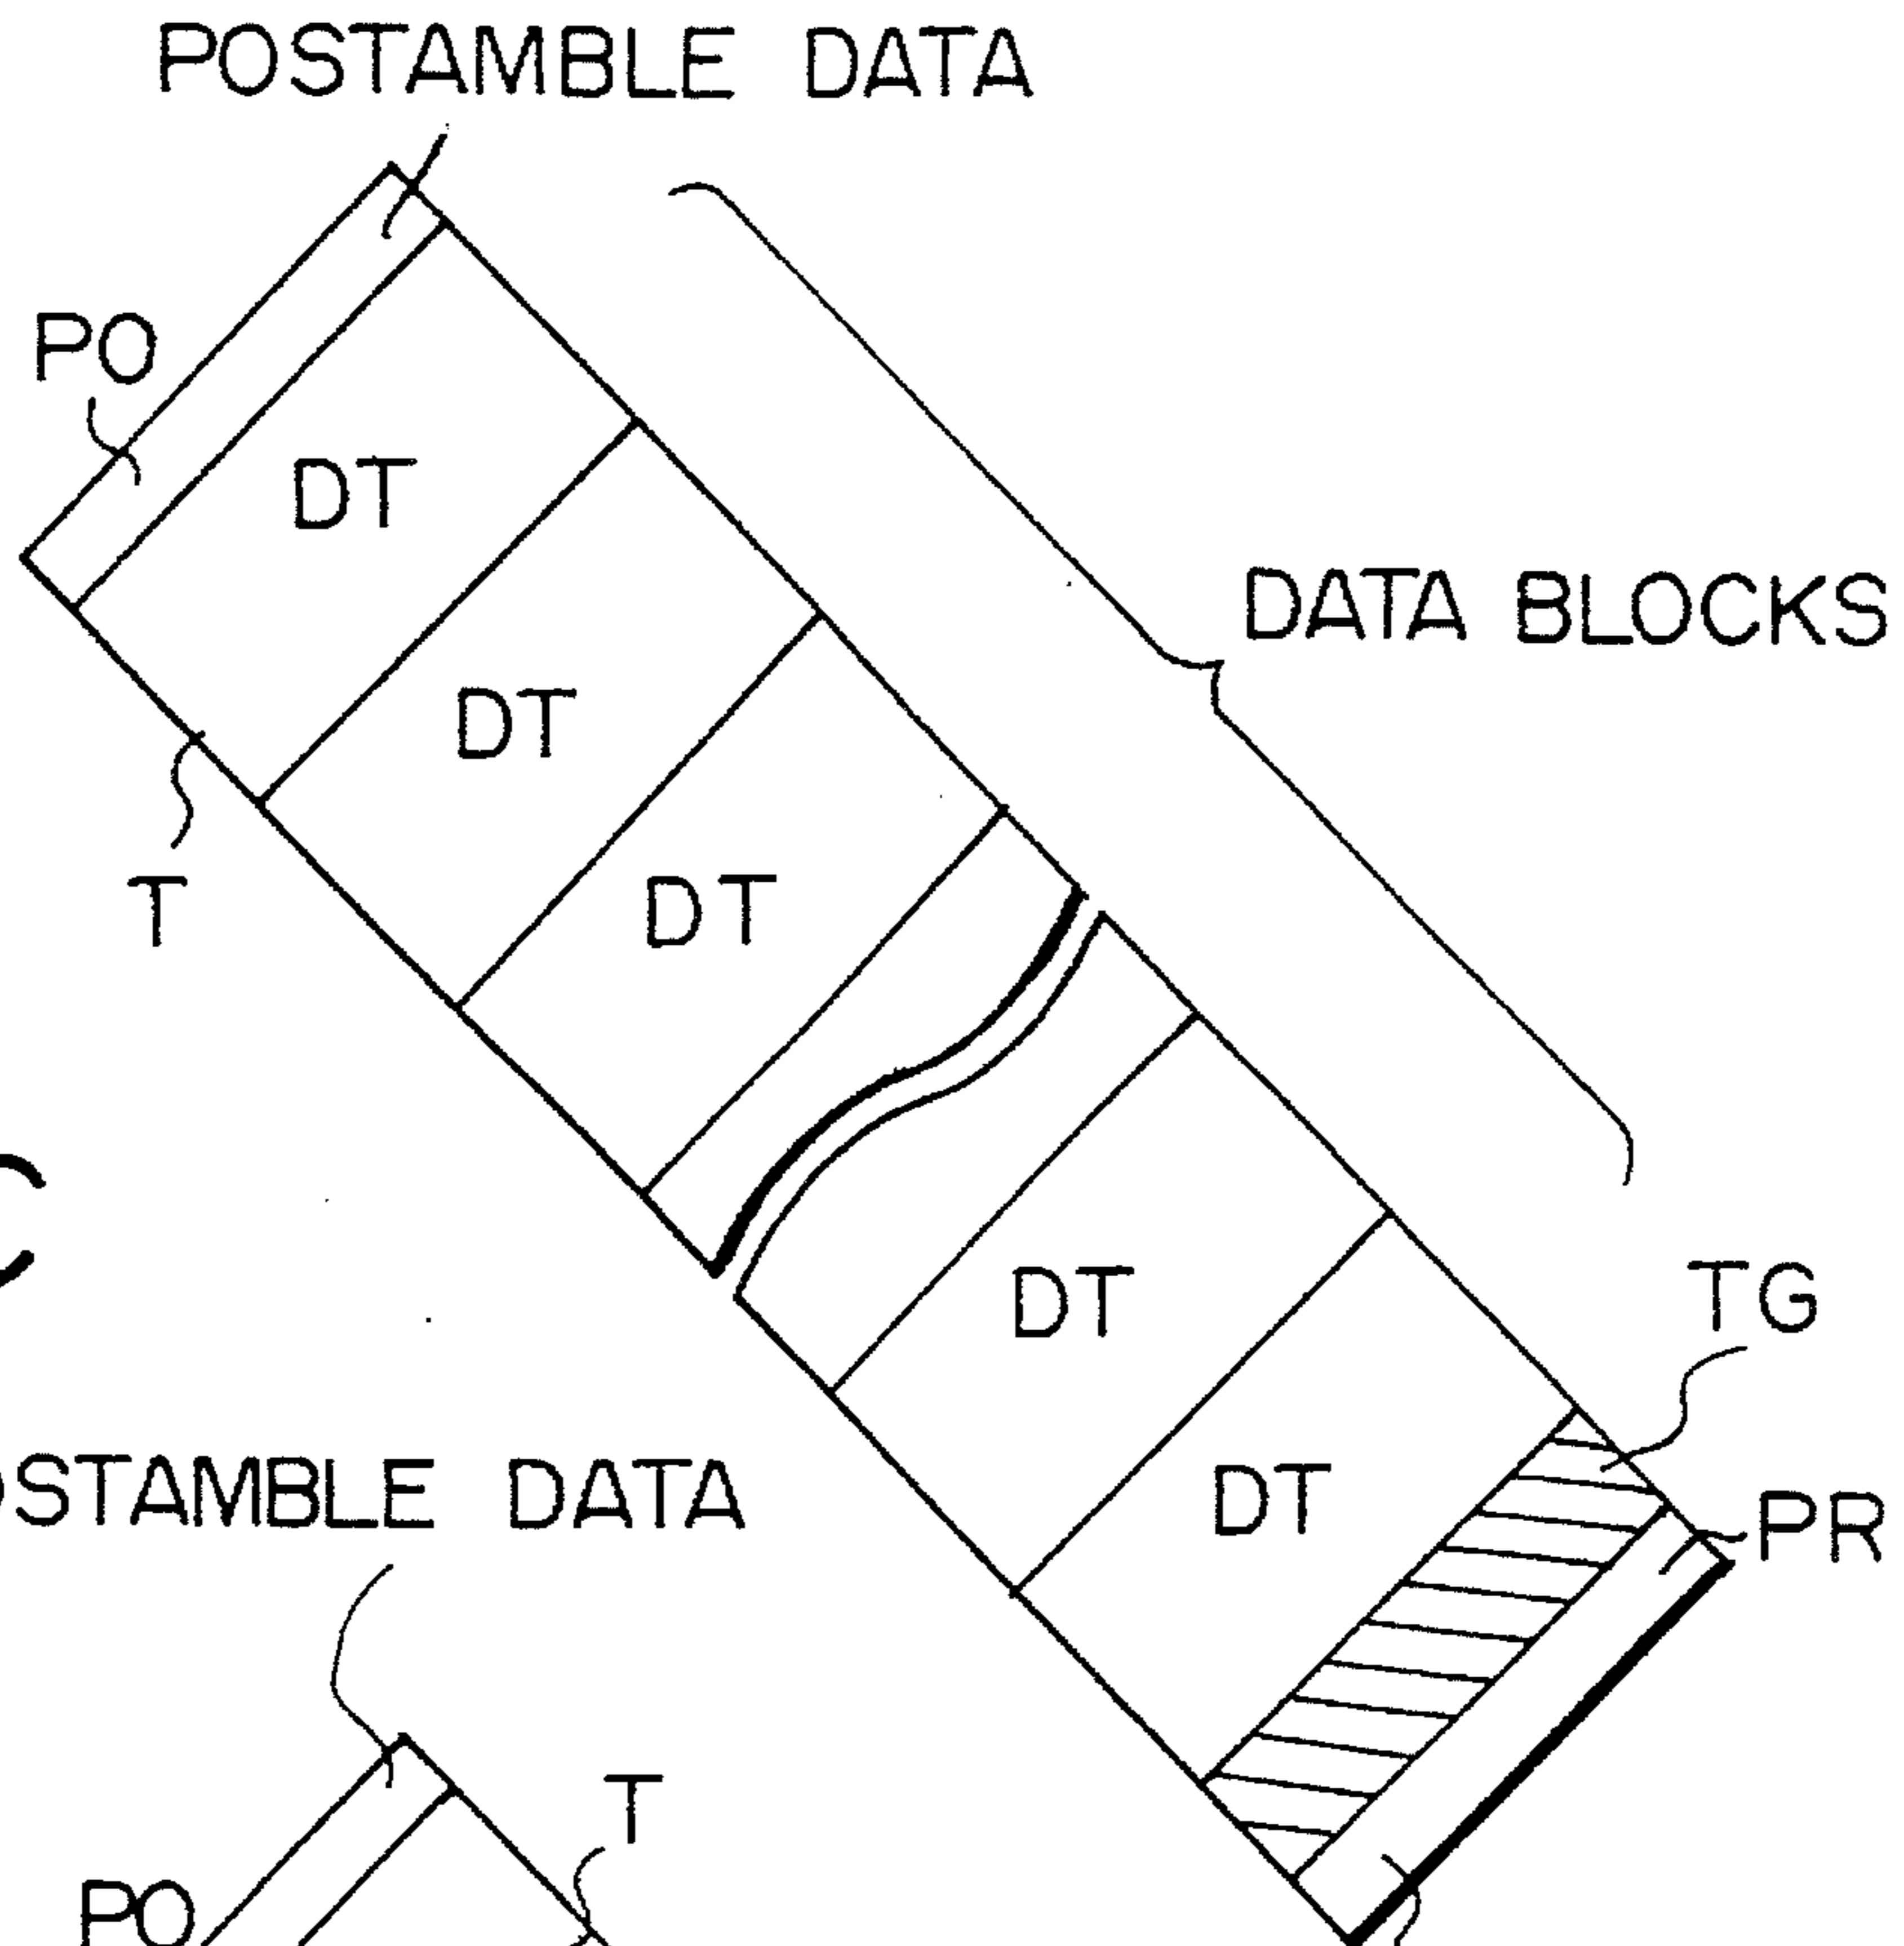 POSTAMBLE DATA
PO
DT
DATA BLOCKS
DT
T
DT
DT
TG
STAMBLE DATA
DT
PR
T
PO